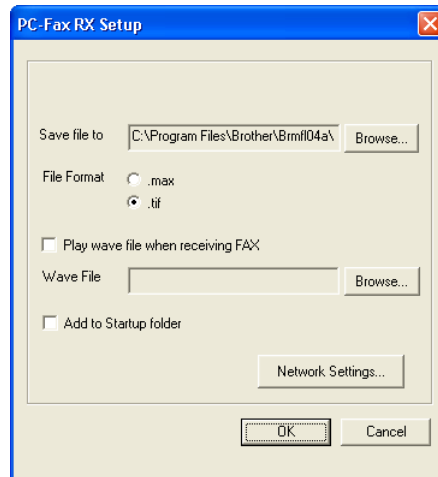 PC-Fax RX Setup
Save file to C:\Program Files\Brother\Brmfl04a\ Browse...
File Format .max
.tif
Play wave file when receiving FAX
Wave File Browse...
Add to Startup folder
Network Settings...
OK Cancel